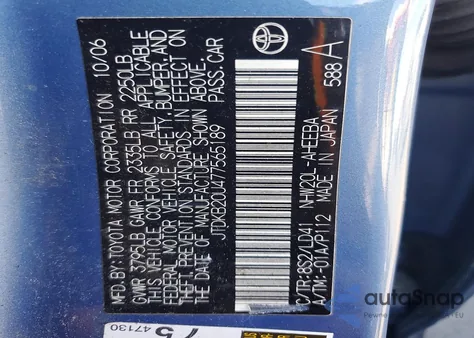 MFD.BY:TOYOTA MOTOR CORPORATION 10/06
GVWR 3795LB GAWR FR 2335LB RR 2250LB
THIS VEHICLE CONFORMS TO ALL APPLICABLE
FEDERAL MOTOR VEHICLE SAFETY,BUMPER,AND
THEFT PREVENTION STANDARDS IN EFFECT ON
THE DATE OF MANUFACTURE SHOWN ABOVE.
JTDKB20U477565189 PASS.CAR
C/TR:8S2/LD41 NHW20L-AHEEBA
A/TM:-01A/P112 MADE IN JAPAN
588 A
75
47130
autoSnap